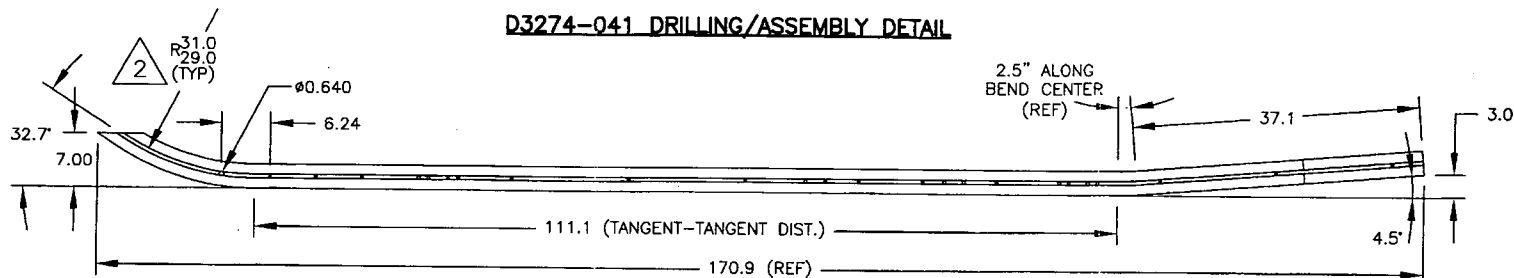 D3274-041 DRILLING/ASSEMBLY DETAIL
2
R31.0
29.0
(TYP)
ø0.640
6.24
32.7°
7.00
2.5" ALONG
BEND CENTER
(REF)
37.1
3.0
4.5°
111.1 (TANGENT-TANGENT DIST.)
170.9 (REF)